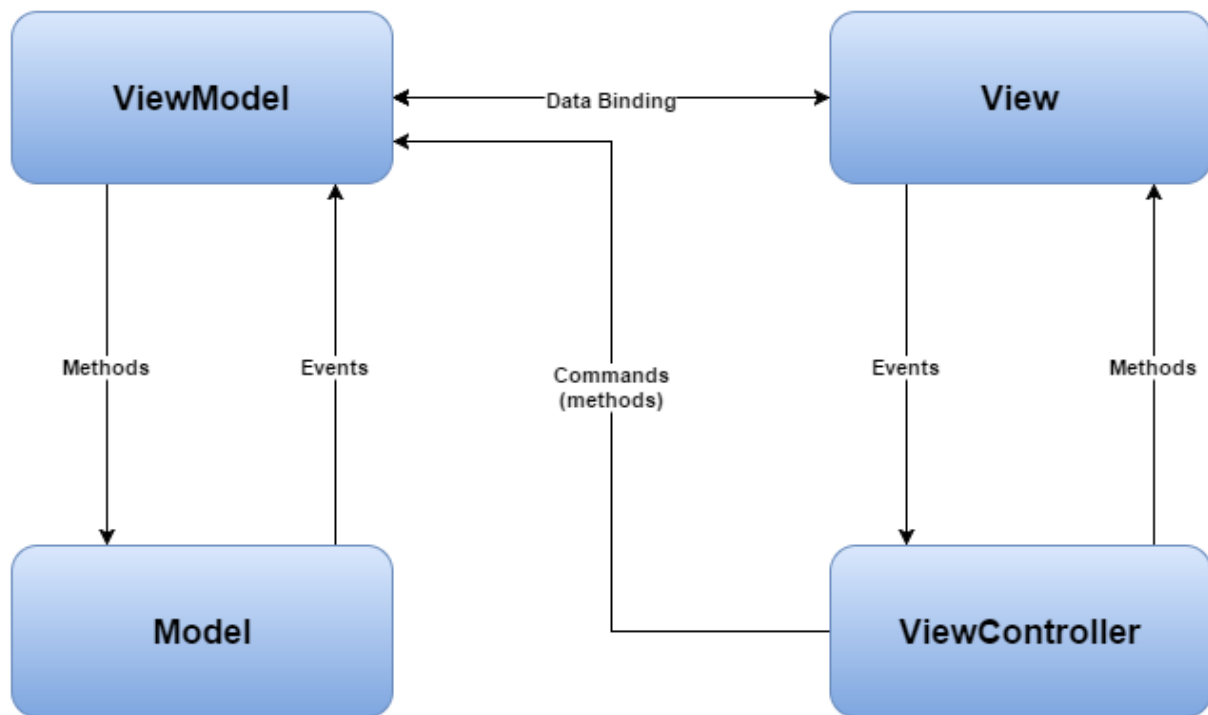 ViewModel
Data Binding
View
Methods
Events
Commands
(methods)
Events
Methods
Model
ViewController